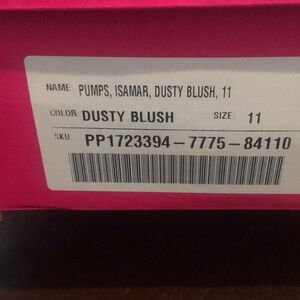 NAME: PUMPS, ISAMAR, DUSTY BLUSH, 11
COLOR: DUSTY BLUSH SIZE: 11
SKU: PP1723394-7775-84110